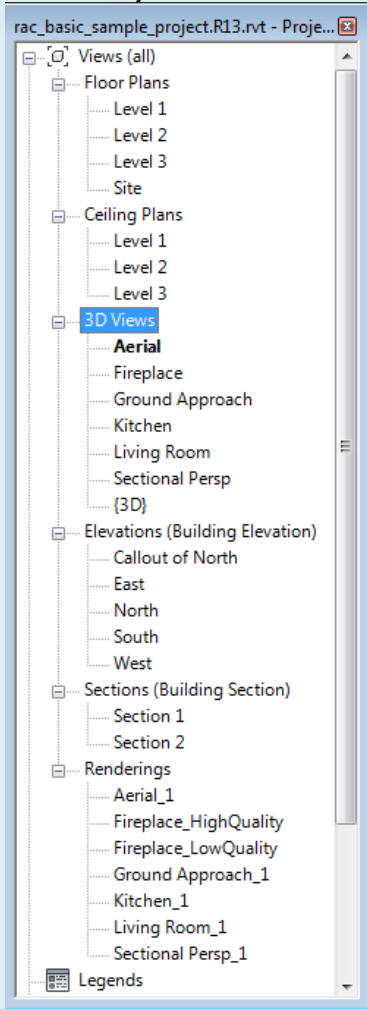 rac_basic_sample_project.R13.rvt - Proje...
Views (all)
Floor Plans
Level 1
Level 2
Level 3
Site
Ceiling Plans
Level 1
Level 2
Level 3
3D Views
Aerial
Fireplace
Ground Approach
Kitchen
Living Room
Sectional Persp
{3D}
Elevations (Building Elevation)
Callout of North
East
North
South
West
Sections (Building Section)
Section 1
Section 2
Renderings
Aerial_1
Fireplace_HighQuality
Fireplace_LowQuality
Ground Approach_1
Kitchen_1
Living Room_1
Sectional Persp_1
Legends